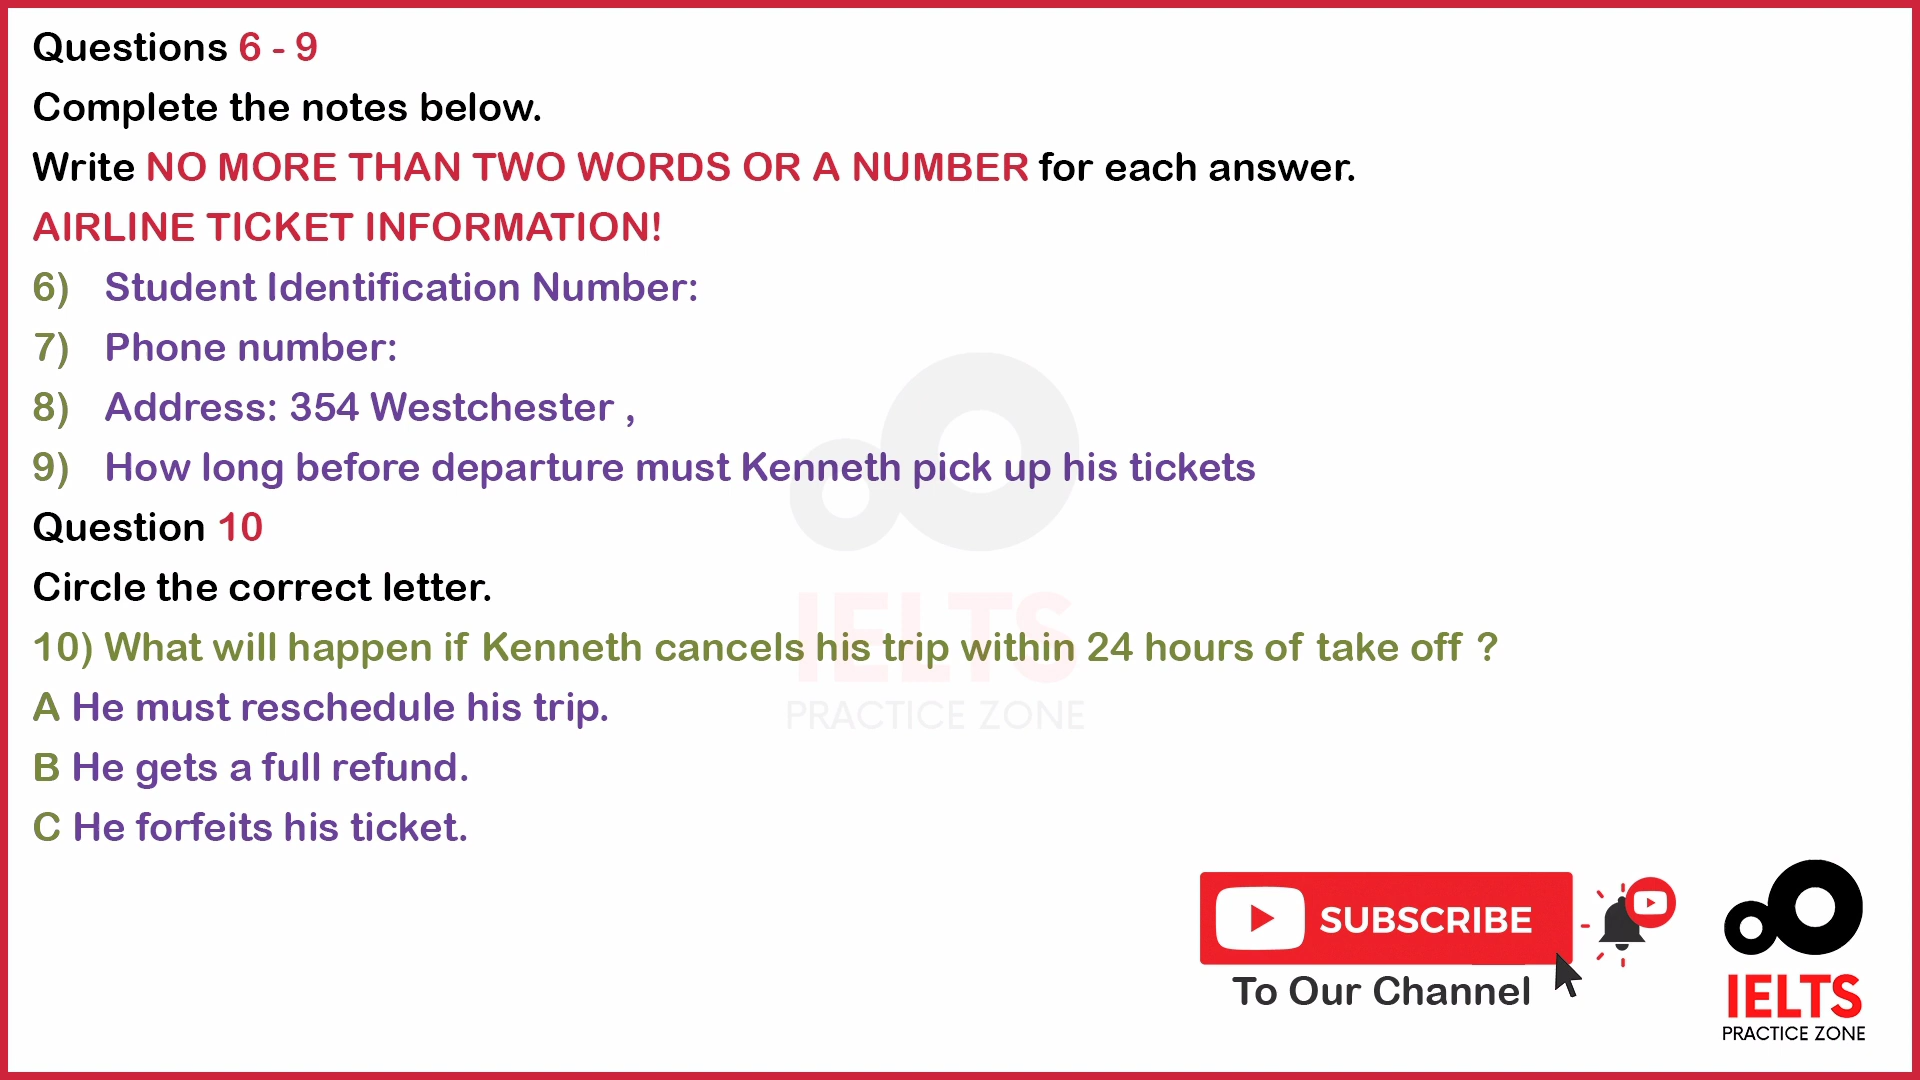 Questions 6 - 9
Complete the notes below.
Write NO MORE THAN TWO WORDS OR A NUMBER for each answer.
AIRLINE TICKET INFORMATION!
6) Student Identification Number:
7) Phone number:
8) Address: 354 Westchester ,
9) How long before departure must Kenneth pick up his tickets
Question 10
Circle the correct letter.
10) What will happen if Kenneth cancels his trip within 24 hours of take off ?
A He must reschedule his trip.
B He gets a full refund.
C He forfeits his ticket.
IELTS
PRACTICE ZONE
SUBSCRIBE
To Our Channel
IELTS
PRACTICE ZONE